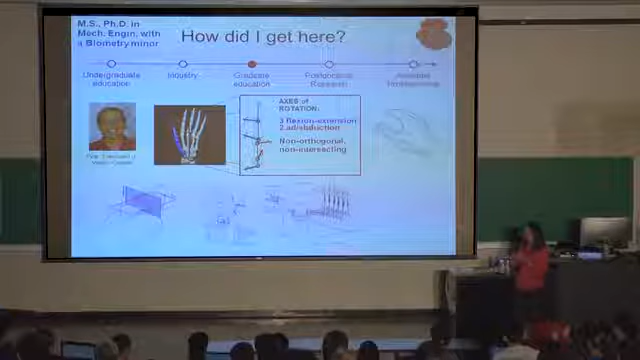 M.S., Ph.D. in
Mech. Engin, with
a Biometry minor
How did I get here?
Undergraduate
education
Inquiry
Graduate
education
Postdoctoral
Research
AXES of
ROTATION:
3 flexion-extension
2 ad/abduction
Non-orthogonal,
non-intersecting